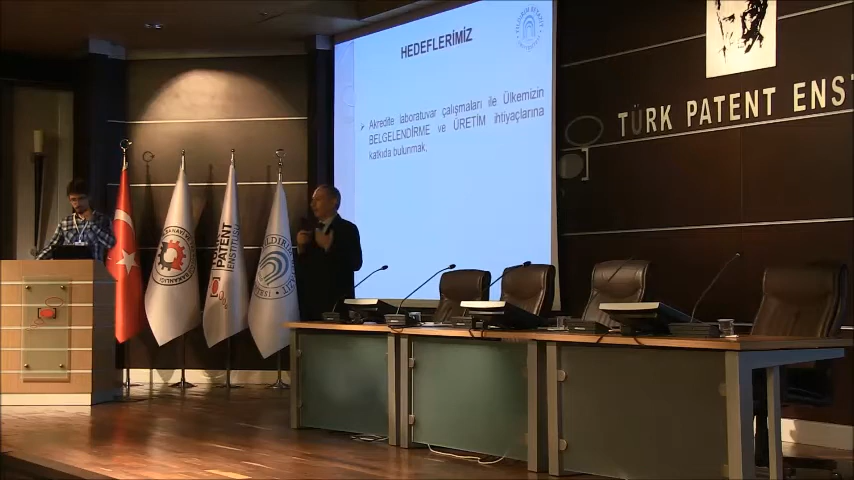 HEDEFLERİMİZ
Akredite laboratuvar çalışmaları ile Ülkemizin
BELGELENDİRME ve ÜRETİM ihtiyaçlarına
katkıda bulunmak.
TÜRK PATENT ENST
PATENT